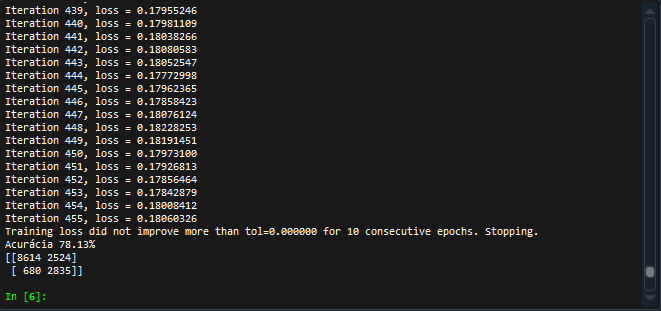 Iteration 439, loss = 0.17955246
Iteration 440, loss = 0.17981109
Iteration 441, loss = 0.18038266
Iteration 442, loss = 0.18080583
Iteration 443, loss = 0.18052547
Iteration 444, loss = 0.17772998
Iteration 445, loss = 0.17962365
Iteration 446, loss = 0.17858423
Iteration 447, loss = 0.18076124
Iteration 448, loss = 0.18228253
Iteration 449, loss = 0.18191451
Iteration 450, loss = 0.17973100
Iteration 451, loss = 0.17926813
Iteration 452, loss = 0.17856464
Iteration 453, loss = 0.17842879
Iteration 454, loss = 0.18008412
Iteration 455, loss = 0.18060326
Training loss did not improve more than tol=0.000000 for 10 consecutive epochs. Stopping.
Acurácia 78.13%
[[8614 2524]
 [ 680 2835]]
In [6]: